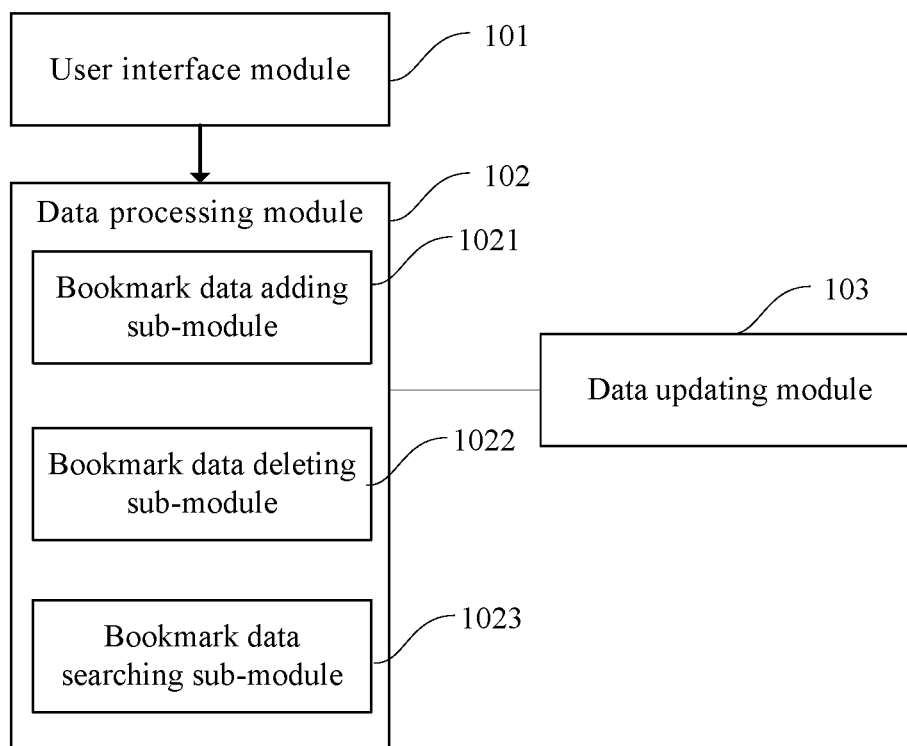 101
User interface module
102
Data processing module
1021
Bookmark data adding
sub-module
103
Data updating module
1022
Bookmark data deleting
sub-module
1023
Bookmark data
searching sub-module